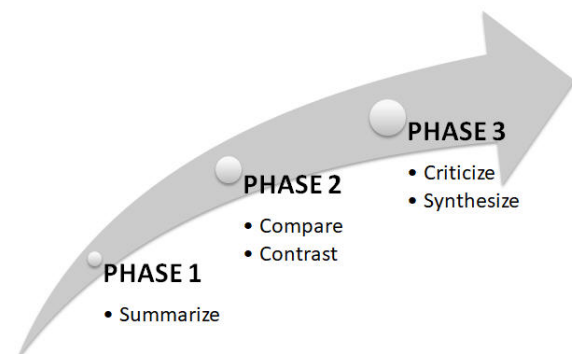 PHASE 1
• Summarize
PHASE 2
• Compare
• Contrast
PHASE 3
• Criticize
• Synthesize